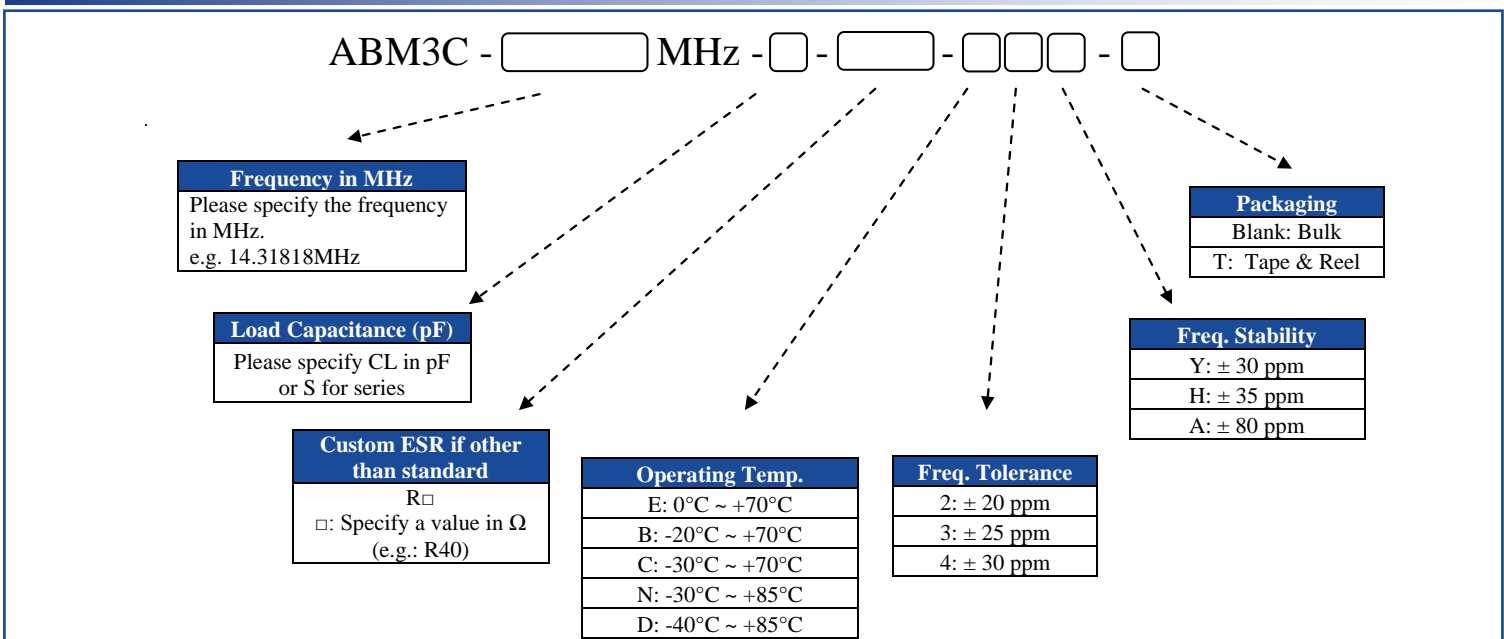 ABM3C - MHz - - - -
Frequency in MHz
Please specify the frequency
in MHz.
e.g. 14.31818MHz
Load Capacitance (pF)
Please specify CL in pF
or S for series
Custom ESR if other
than standard
R□
□: Specify a value in Ω
(e.g.: R40)
Operating Temp.
E: 0°C ~ +70°C
B: -20°C ~ +70°C
C: -30°C ~ +70°C
N: -30°C ~ +85°C
D: -40°C ~ +85°C
Freq. Tolerance
2: ± 20 ppm
3: ± 25 ppm
4: ± 30 ppm
Freq. Stability
Y: ± 30 ppm
H: ± 35 ppm
A: ± 80 ppm
Packaging
Blank: Bulk
T: Tape & Reel